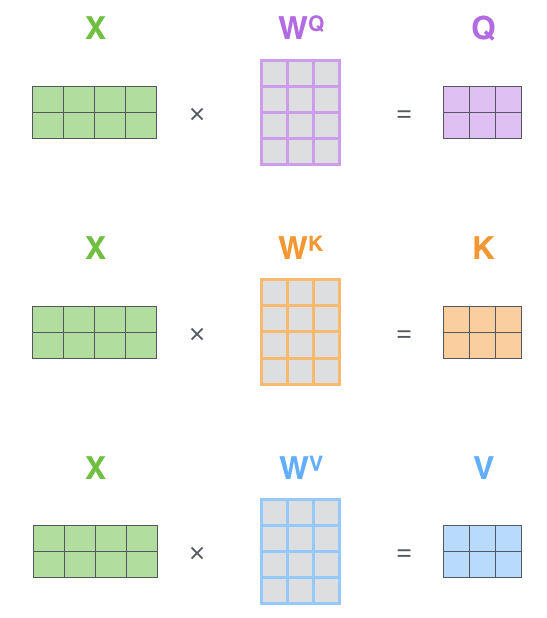 X W^Q Q
× =
X W^K K
× =
X W^V V
× =